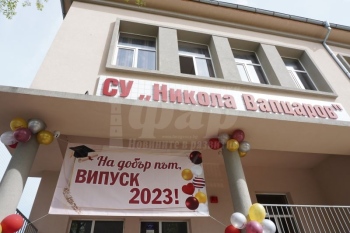 СУ „Никола Вапцаров"
На добър път,
ВИПУСК
2023!